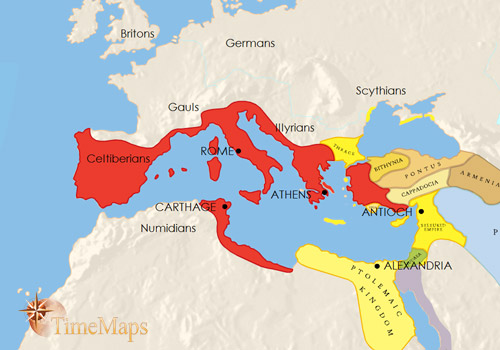 Britons
Germans
Scythians
Gauls
Illyrians
THRACE
ROME
Celtiberians
BITHYNIA
PONTUS
ARMENIA
CAPPADOCIA
ATHENS
CARTHAGE
ANTIOCH
Numidians
SELEUCID
EMPIRE
ALEXANDRIA
PTOLEMAIC
KINGDOM
TimeMaps